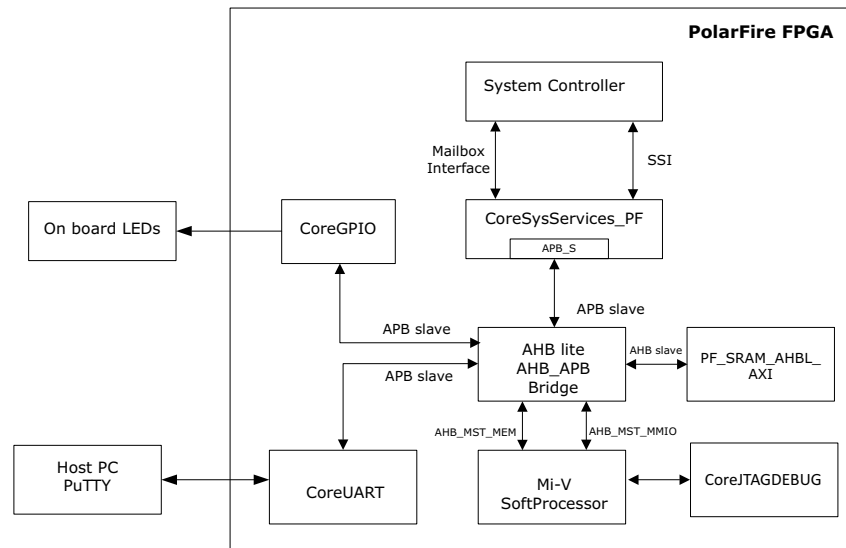 PolarFire FPGA
System Controller
Mailbox
Interface
SSI
On board LEDs
CoreGPIO
CoreSysServices_PF
APB_S
APB slave
APB slave
AHB lite
AHB_APB
Bridge
AHB slave
PF_SRAM_AHBL_
AXI
APB slave
AHB_MST_MEM
AHB_MST_MMIO
Host PC
PuTTY
CoreUART
Mi-V
SoftProcessor
CoreJTAGDEBUG